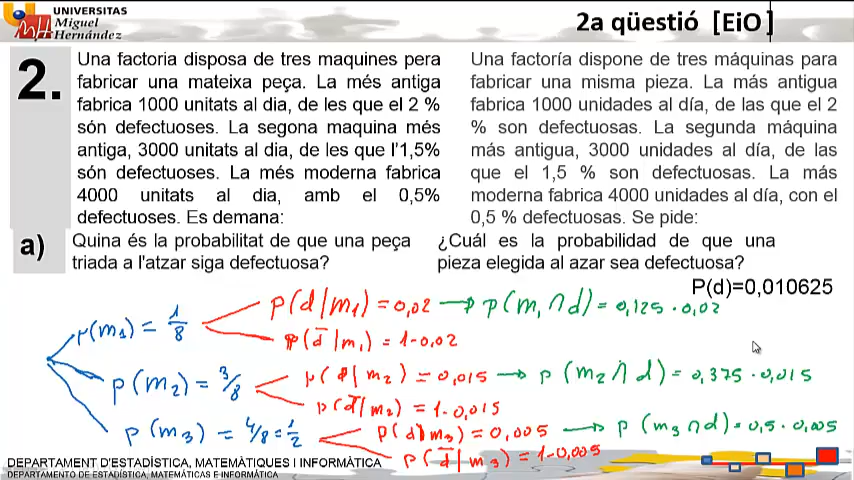 UNIVERSITAS
Miguel
Hernández
2a qüestió [EiO]
2.
Una factoria disposa de tres maquines pera
fabricar una mateixa peça. La més antiga
fabrica 1000 unitats al dia, de les que el 2 %
són defectuoses. La segona maquina més
antiga, 3000 unitats al dia, de les que l'1,5%
són defectuoses. La més moderna fabrica
4000 unitats al dia, amb el 0,5%
defectuoses. Es demana:
Una factoría dispone de tres máquinas para
fabricar una misma pieza. La más antigua
fabrica 1000 unidades al día, de las que el 2
% son defectuosas. La segunda máquina
más antigua, 3000 unidades al día, de las
que el 1,5 % son defectuosas. La más
moderna fabrica 4000 unidades al día, con el
0,5 % defectuosas. Se pide:
a)
Quina és la probabilitat de que una peça
triada a l'atzar siga defectuosa?
¿Cuál es la probabilidad de que una
pieza elegida al azar sea defectuosa?
P(d)=0,010625
p(m₁) = 1/8
p(d|m₁) = 0,02 → p(m₁∩d) = 0,125 · 0,02
p(d̅|m₁) = 1-0,02
p(m₂) = 3/8
p(d|m₂) = 0,015 → p(m₂∩d) = 0,375 · 0,015
p(d̅|m₂) = 1-0,015
p(m₃) = 4/8 = 1/2
p(d|m₃) = 0,005 → p(m₃∩d) = 0,5 · 0,005
p(d̅|m₃) = 1-0,005
DEPARTAMENT D'ESTADÍSTICA, MATEMÀTIQUES I INFORMÀTICA
DEPARTAMENTO DE ESTADÍSTICA, MATEMÁTICAS E INFORMÁTICA